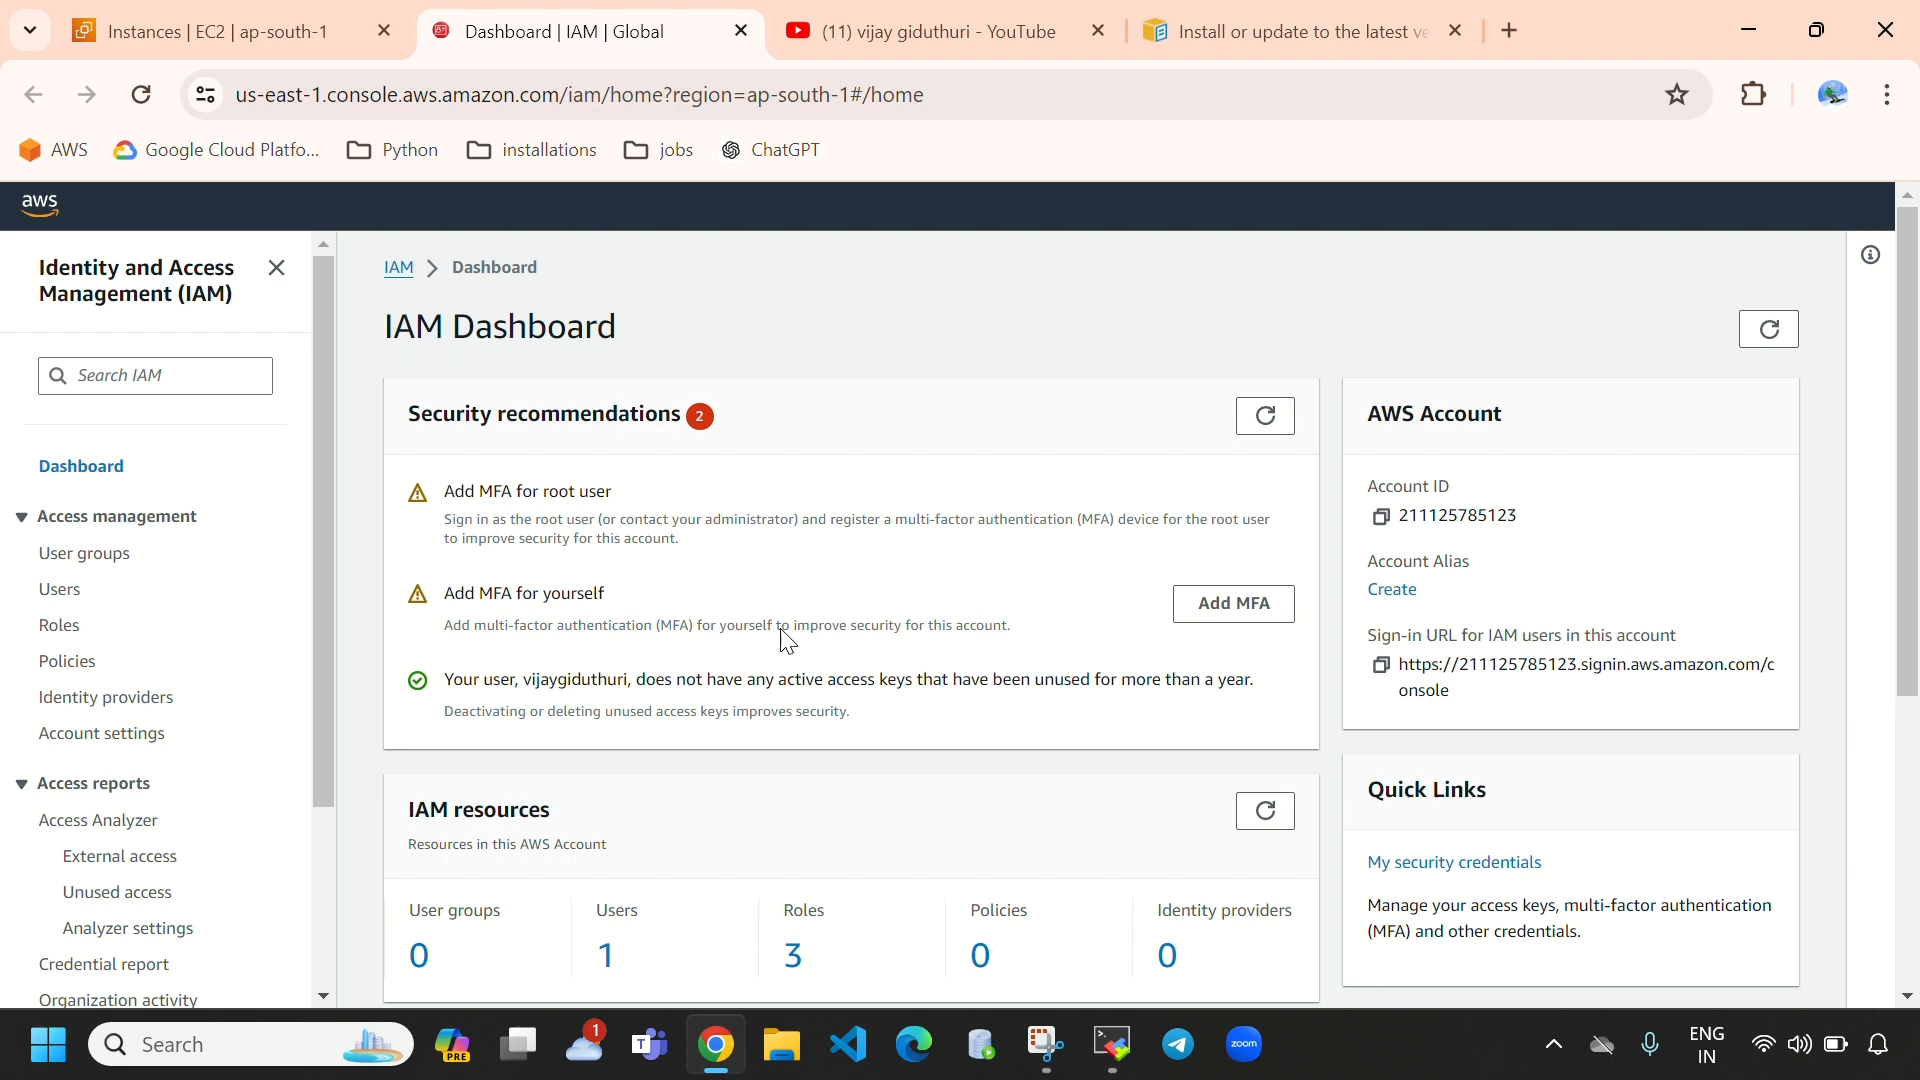 Instances | EC2 | ap-south-1
Dashboard | IAM | Global
(11) vijay giduthuri - YouTube
Install or update to the latest ve
us-east-1.console.aws.amazon.com/iam/home?region=ap-south-1#/home
AWS
Google Cloud Platfo...
Python
installations
jobs
ChatGPT
aws
Identity and Access
Management (IAM)
Search IAM
Dashboard
Access management
User groups
Users
Roles
Policies
Identity providers
Account settings
Access reports
Access Analyzer
External access
Unused access
Analyzer settings
Credential report
Organization activity
IAM
Dashboard
IAM Dashboard
Security recommendations 2
Add MFA for root user
Sign in as the root user (or contact your administrator) and register a multi-factor authentication (MFA) device for the root user
to improve security for this account.
Add MFA for yourself
Add multi-factor authentication (MFA) for yourself to improve security for this account.
Add MFA
Your user, vijaygiduthuri, does not have any active access keys that have been unused for more than a year.
Deactivating or deleting unused access keys improves security.
IAM resources
Resources in this AWS Account
User groups
0
Users
1
Roles
3
Policies
0
Identity providers
0
AWS Account
Account ID
211125785123
Account Alias
Create
Sign-in URL for IAM users in this account
https://211125785123.signin.aws.amazon.com/c
onsole
Quick Links
My security credentials
Manage your access keys, multi-factor authentication
(MFA) and other credentials.
Search
PRE
1
T
zoom
ENG
IN